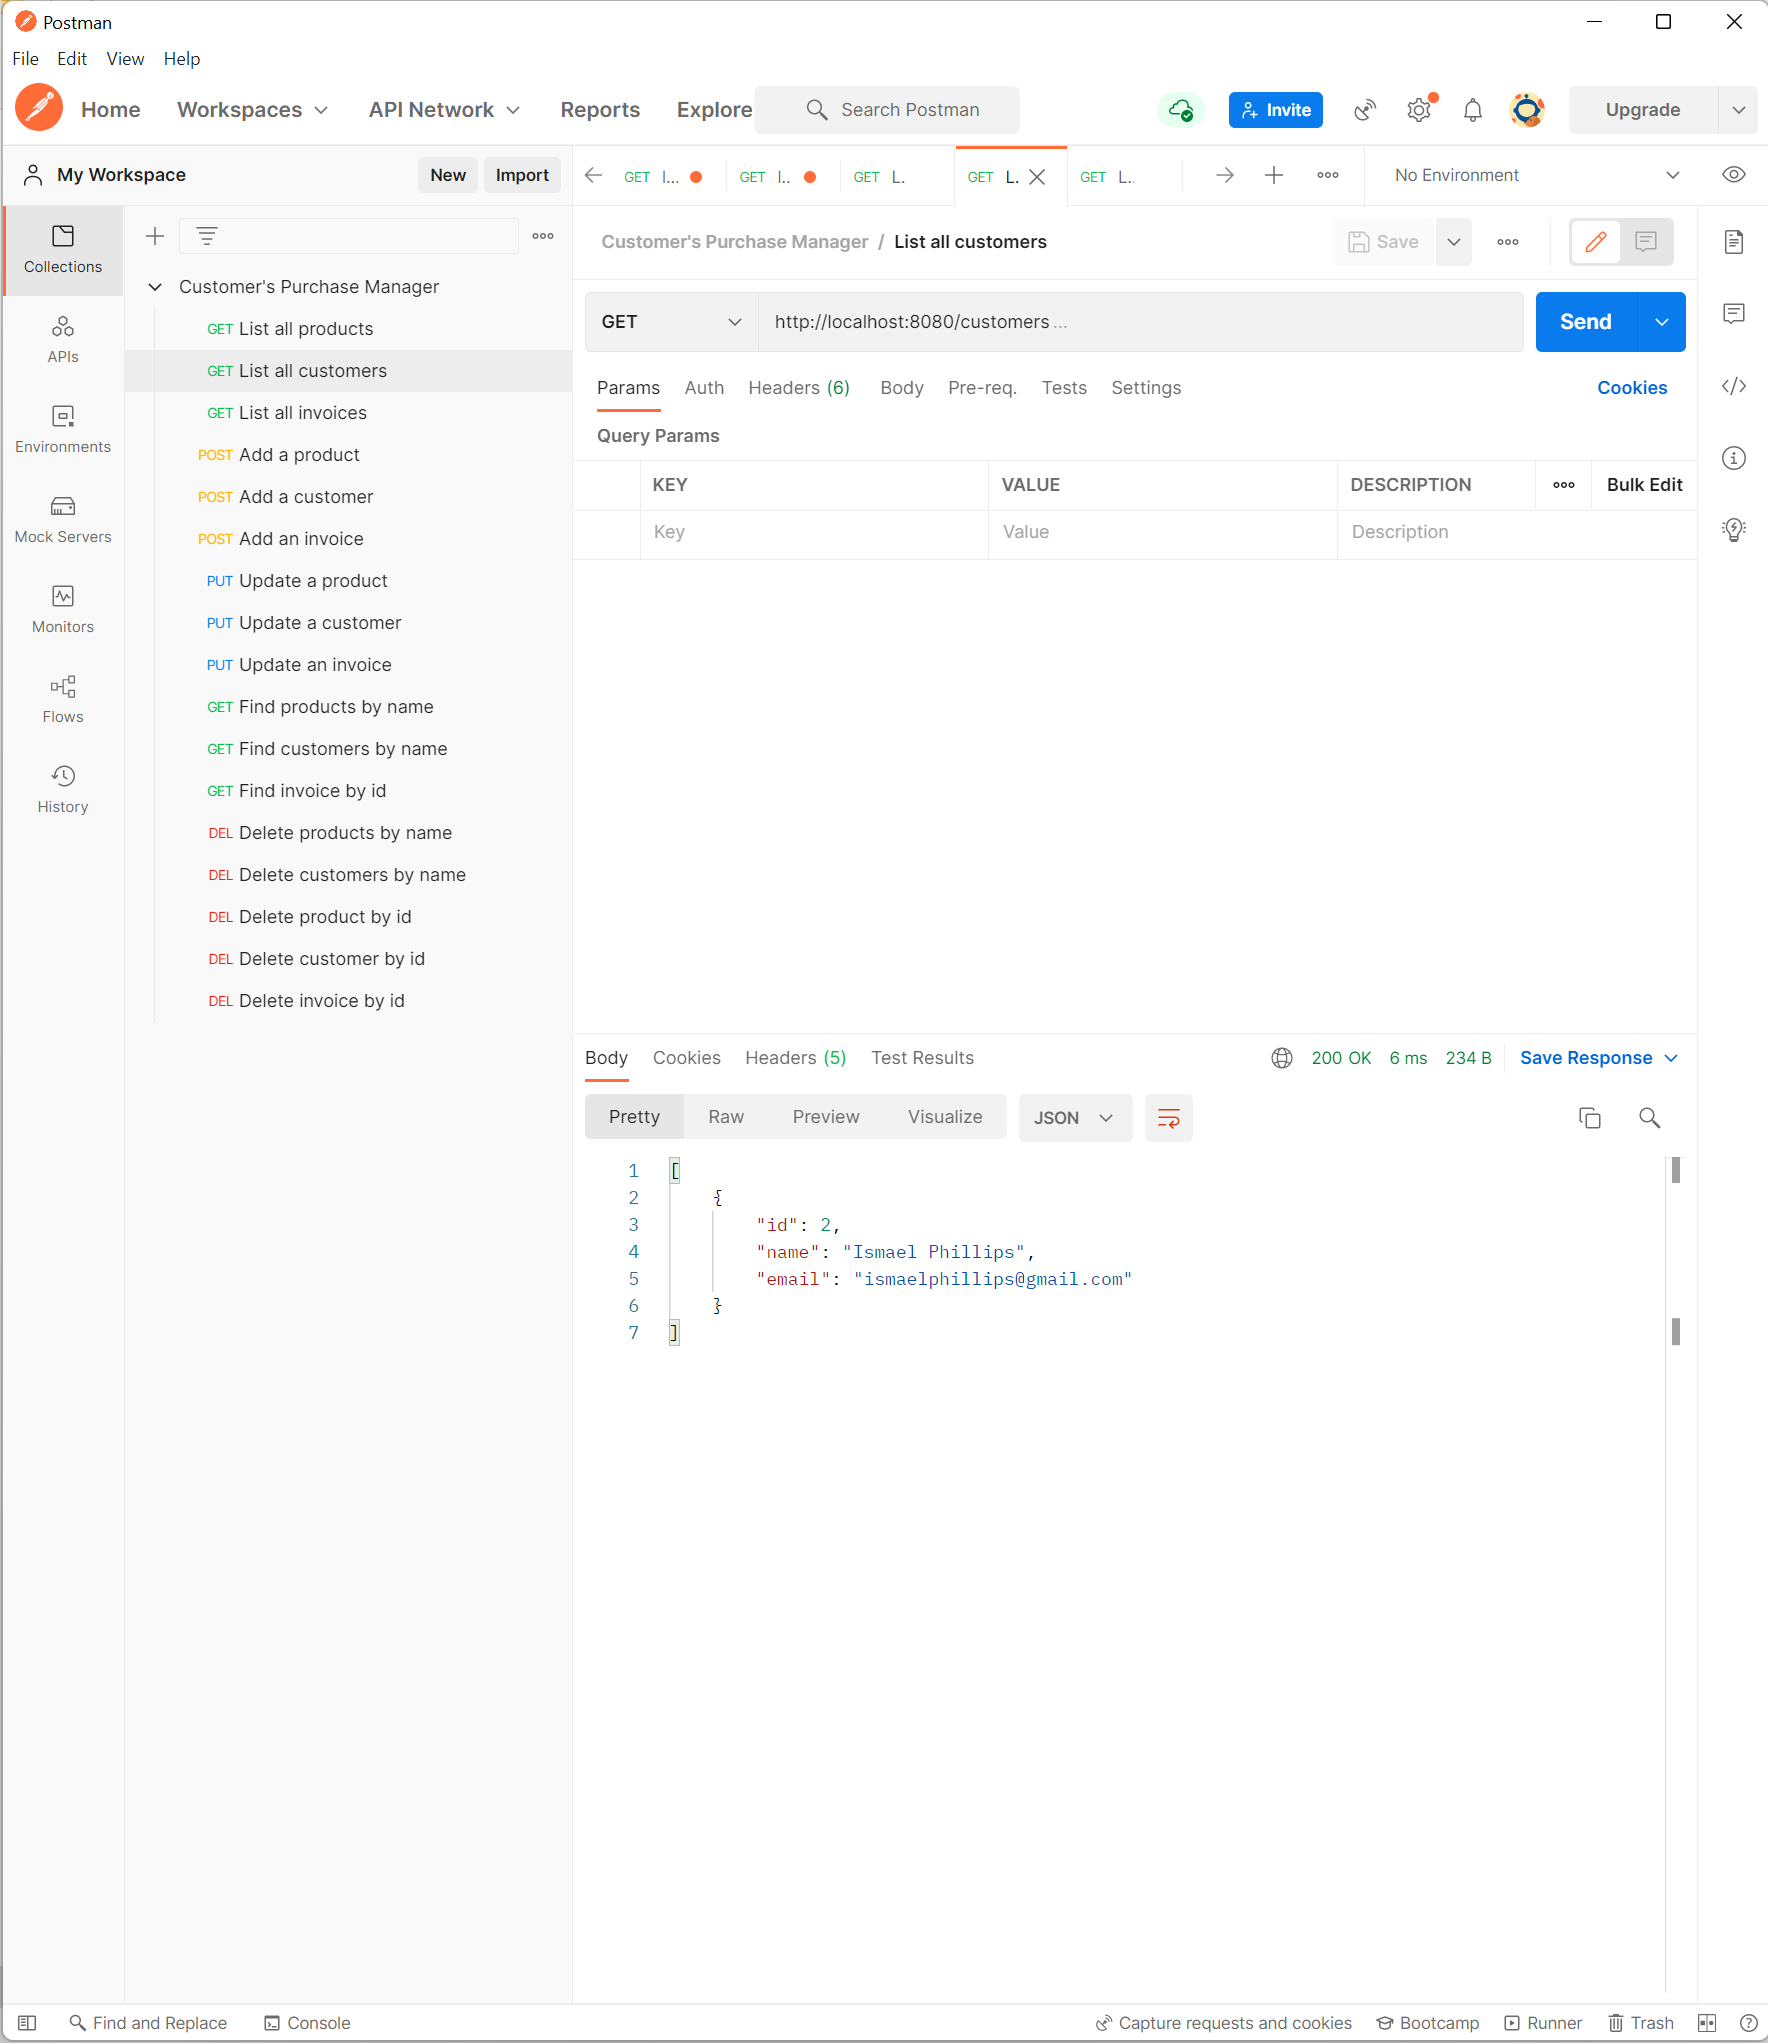 Postman
File Edit View Help
Home Workspaces API Network Reports Explore Search Postman Invite Upgrade
My Workspace New Import
GET I... GET I.. GET L. GET L. GET L.. No Environment
Collections
APIs
Environments
Mock Servers
Monitors
Flows
History
Customer's Purchase Manager
GET List all products
GET List all customers
GET List all invoices
POST Add a product
POST Add a customer
POST Add an invoice
PUT Update a product
PUT Update a customer
PUT Update an invoice
GET Find products by name
GET Find customers by name
GET Find invoice by id
DEL Delete products by name
DEL Delete customers by name
DEL Delete product by id
DEL Delete customer by id
DEL Delete invoice by id
Customer's Purchase Manager / List all customers Save
GET http://localhost:8080/customers ... Send
Params Auth Headers (6) Body Pre-req. Tests Settings Cookies
Query Params
KEY VALUE DESCRIPTION Bulk Edit
Key Value Description
Body Cookies Headers (5) Test Results 200 OK 6 ms 234 B Save Response
Pretty Raw Preview Visualize JSON
1 [
2 {
3 "id": 2,
4 "name": "Ismael Phillips",
5 "email": "ismaelphillips@gmail.com"
6 }
7 ]
Find and Replace Console Capture requests and cookies Bootcamp Runner Trash